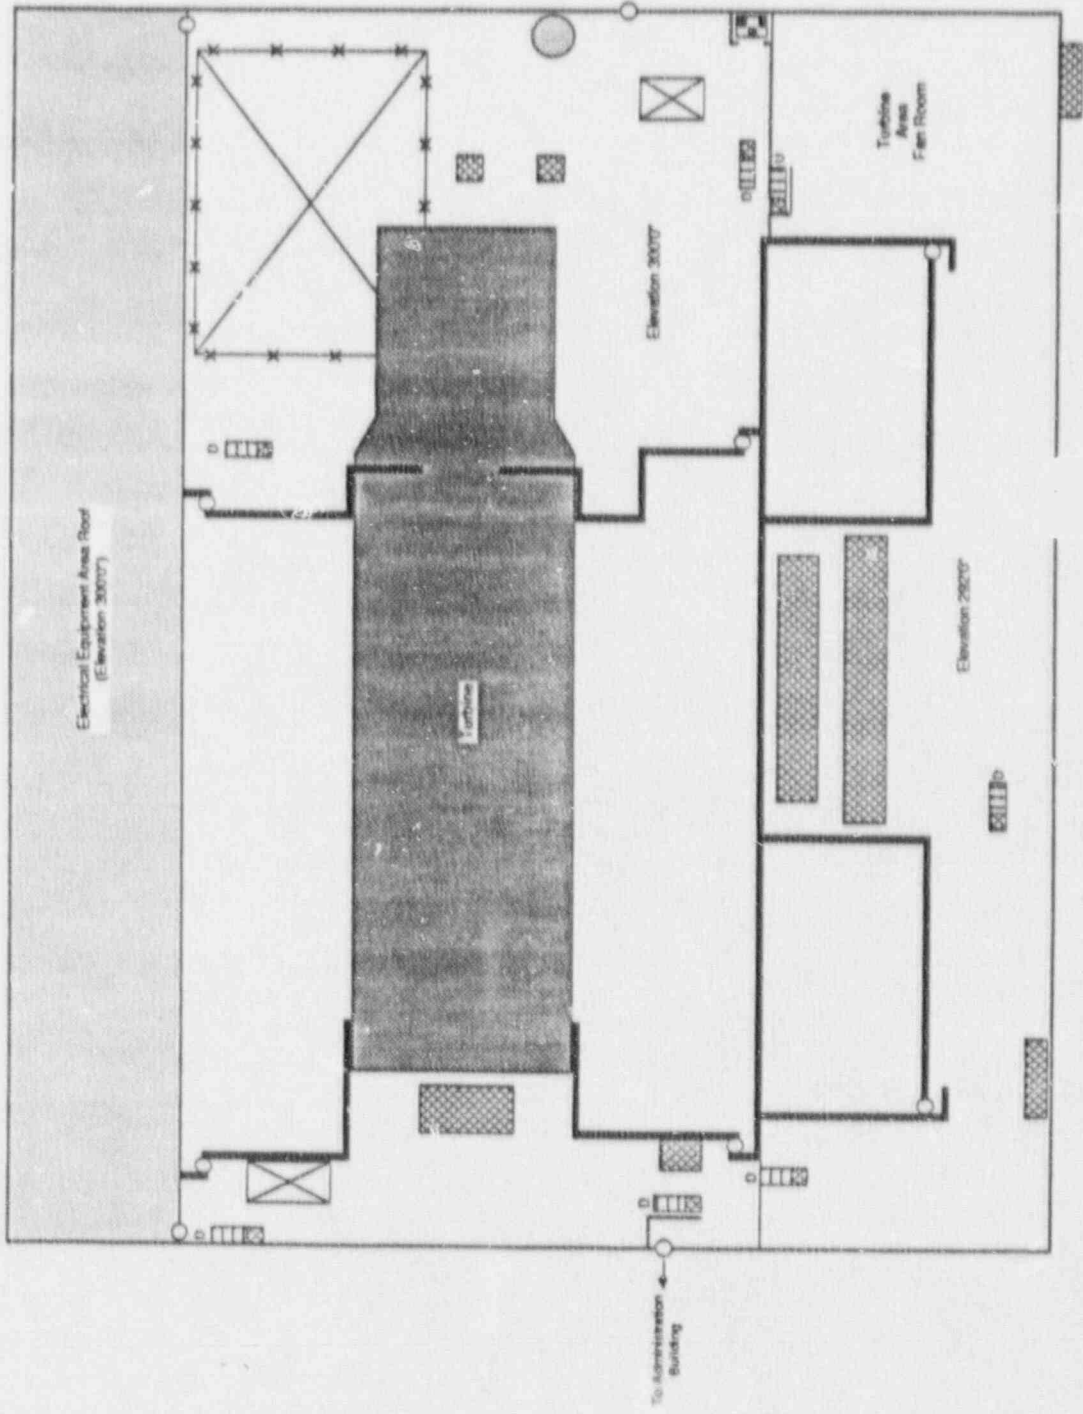 Electrical Equipment Area Roof
(Elevation 300'0")
Turbine
Area
Fan Room
Elevation 300'0"
Turbine
Elevation 292'0"
D
D
D
D
D
D
To Administration
Building